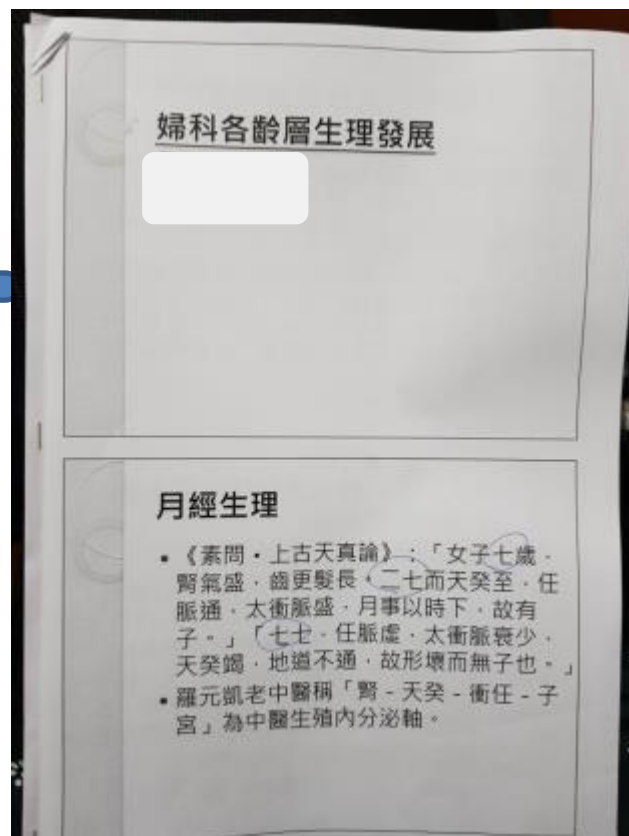 婦科各齡層生理發展
月經生理
▪ 《素問・上古天真論》：「女子七歲，
腎氣盛，齒更髮長，二七而天癸至，任
脈通，太衝脈盛，月事以時下，故有
子。」「七七，任脈虛，太衝脈衰少，
天癸竭，地道不通，故形壞而無子也。」
▪ 羅元凱老中醫稱「腎-天癸-衝任-子
宮」為中醫生殖內分泌軸。